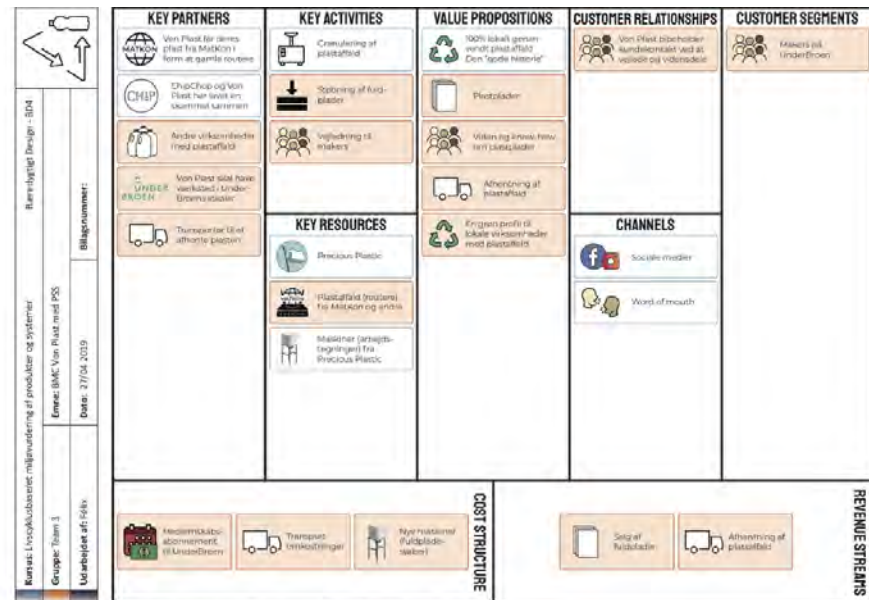 KEY PARTNERS
MATKON
Von Plast får deres
plast fra MatKon i
form af gamle routere
CHIP
ChipChop og Von
Plast har lavet en
skammel sammen
Andre virksomheder
med plastaffald
UNDER
BROEN
Von Plast skal have
værksted i Under-
Broens lokaler
Transportør til at
afhente plasten
KEY ACTIVITIES
Granulering af
plastaffald
Støbning af fuld-
plader
Vejledning til
makers
KEY RESOURCES
Precious Plastic
Plastaffald (routere)
fra MatKon og andre
Maskiner (arbejds-
tegninger) fra
Precious Plastic
VALUE PROPOSITIONS
100% lokalt genan-
vendt plastaffald
Den "gode historie"
Plastplader
Viden og know-how
om plastplader
Afhentning af
plastaffald
En grøn profil til
lokale virksomheder
med plastaffald
CUSTOMER RELATIONSHIPS
Von Plast bibeholder
kundekontakt ved at
vejlede og vidensdele
CHANNELS
Sociale medier
Word of mouth
CUSTOMER SEGMENTS
Makers på
UnderBroen
COST STRUCTURE
Medlemskabs-
abonnement
til UnderBroen
Transport
omkostninger
Nye maskiner
(fuldplade-
støber)
REVENUE STREAMS
Salg af
fuldplader
Afhentning af
plastaffald
Kursus: Livscyklusbaseret miljøvurdering af produkter og systemer
Bæredygtigt Design - BD4
Gruppe: Team 3
Emne: BMC Von Plast med PSS
Udarbejdet af: Felix
Dato: 27/04 2019
Bilagsnummer: